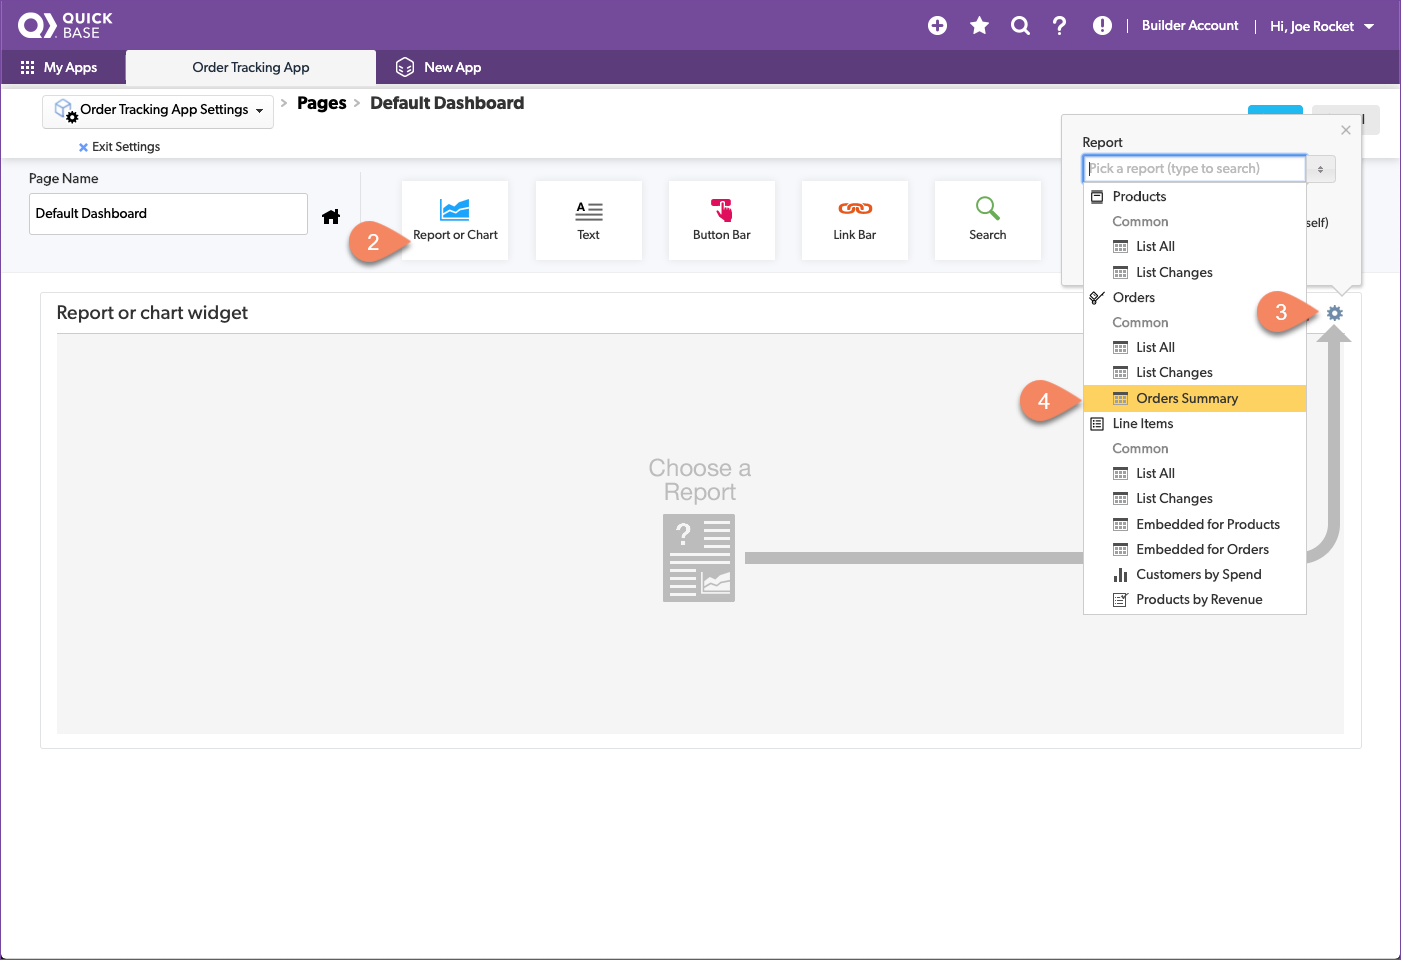 QUICK
BASE
Builder Account
Hi, Joe Rocket
My Apps
Order Tracking App
New App
Order Tracking App Settings
> Pages > Default Dashboard
Exit Settings
Page Name
Default Dashboard
2
Report or Chart
Text
Button Bar
Link Bar
Search
Report
Pick a report (type to search)
self)
Products
Common
List All
List Changes
Orders
Common
List All
List Changes
Orders Summary
Line Items
Common
List All
List Changes
Embedded for Products
Embedded for Orders
Customers by Spend
Products by Revenue
3
4
Report or chart widget
Choose a
Report
?